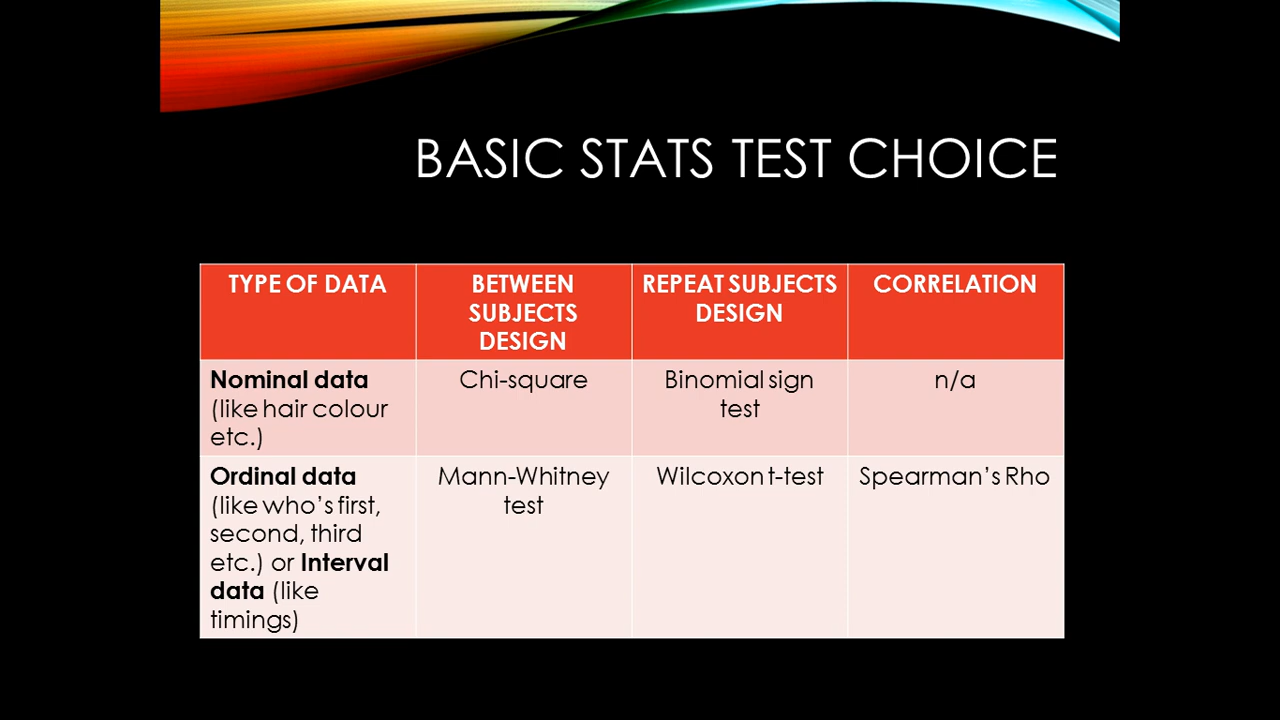 BASIC STATS TEST CHOICE
TYPE OF DATA
BETWEEN
SUBJECTS
DESIGN
REPEAT SUBJECTS
DESIGN
CORRELATION
Nominal data
(like hair colour
etc.)
Chi-square
Binomial sign
test
n/a
Ordinal data
(like who’s first,
second, third
etc.) or Interval
data (like
timings)
Mann-Whitney
test
Wilcoxon t-test
Spearman’s Rho